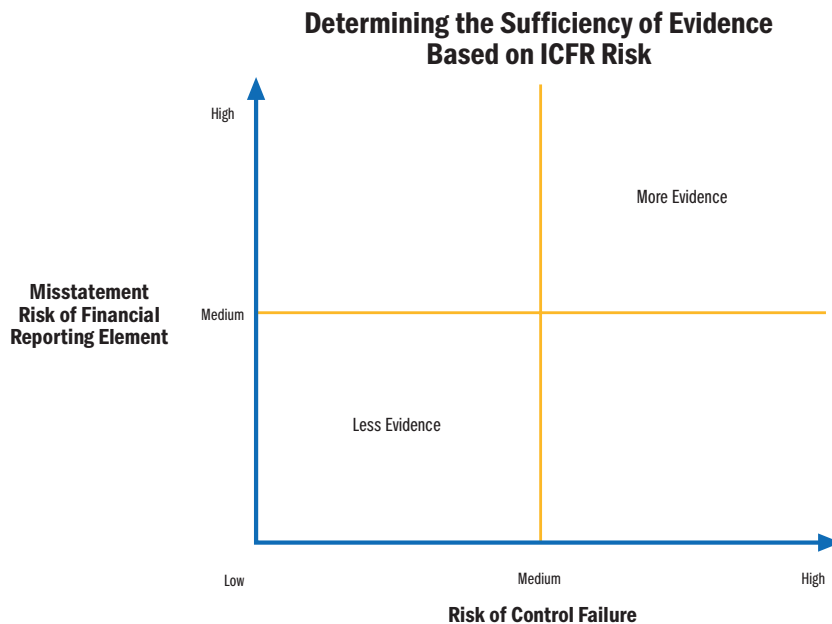 Determining the Sufficiency of Evidence
Based on ICFR Risk
High
More Evidence
Misstatement
Risk of Financial
Reporting Element
Medium
Less Evidence
Low
Medium
High
Risk of Control Failure